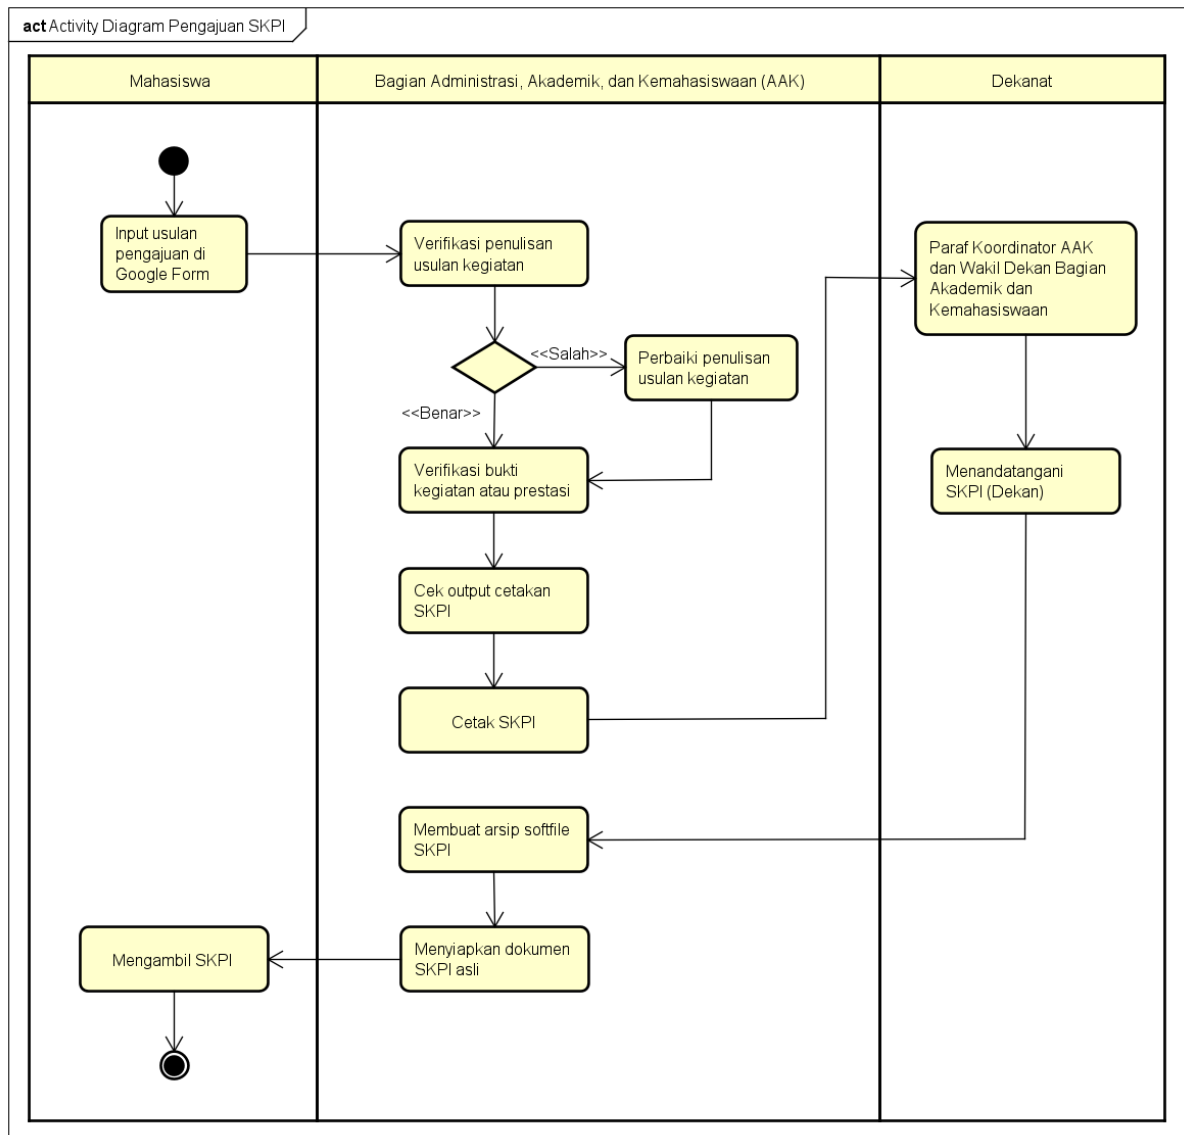 act Activity Diagram Pengajuan SKPI
Mahasiswa
Bagian Administrasi, Akademik, dan Kemahasiswaan (AAK)
Dekanat
Input usulan
pengajuan di
Google Form
Verifikasi penulisan
usulan kegiatan
Paraf Koordinator AAK
dan Wakil Dekan Bagian
Akademik dan
Kemahasiswaan
<<Salah>>
Perbaiki penulisan
usulan kegiatan
<<Benar>>
Verifikasi bukti
kegiatan atau prestasi
Menandatangani
SKPI (Dekan)
Cek output cetakan
SKPI
Cetak SKPI
Membuat arsip softfile
SKPI
Menyiapkan dokumen
SKPI asli
Mengambil SKPI